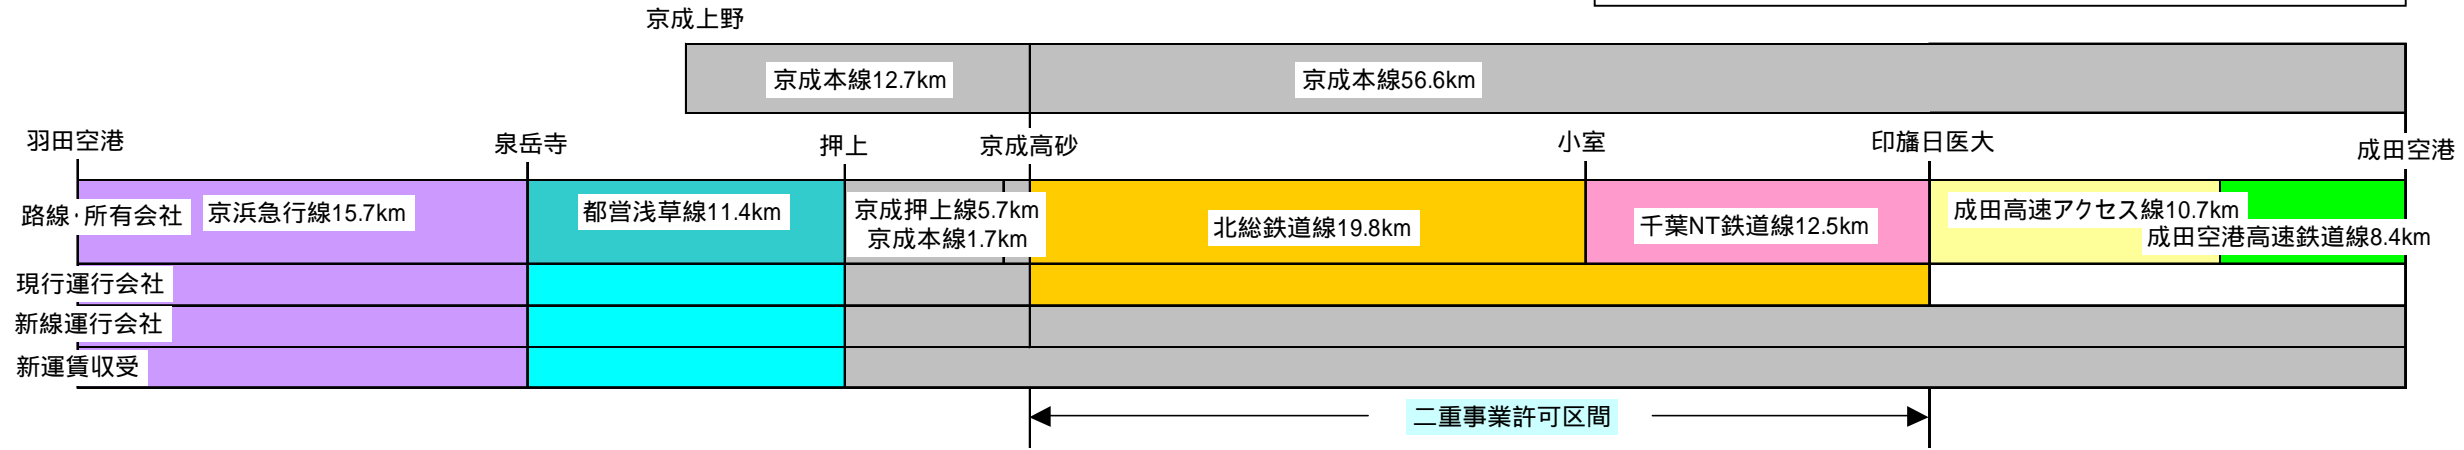 京成上野
京成本線12.7km
京成本線56.6km
羽田空港
泉岳寺
押上
京成高砂
小室
印旛日医大
成田空港
路線・所有会社
京浜急行線15.7km
都営浅草線11.4km
京成押上線5.7km
京成本線1.7km
北総鉄道線19.8km
千葉NT鉄道線12.5km
成田高速アクセス線10.7km
成田空港高速鉄道線8.4km
現行運行会社
新線運行会社
新運賃収受
二重事業許可区間